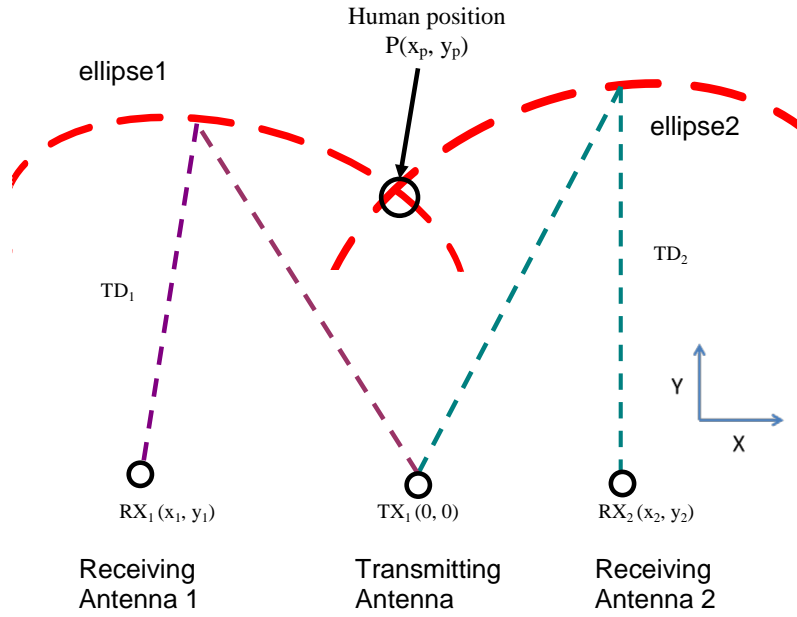 Human position
P(xₚ, yₚ)
ellipse1
ellipse2
TD₁
TD₂
Y
X
RX₁ (x₁, y₁)
TX₁ (0, 0)
RX₂ (x₂, y₂)
Receiving
Antenna 1
Transmitting
Antenna
Receiving
Antenna 2